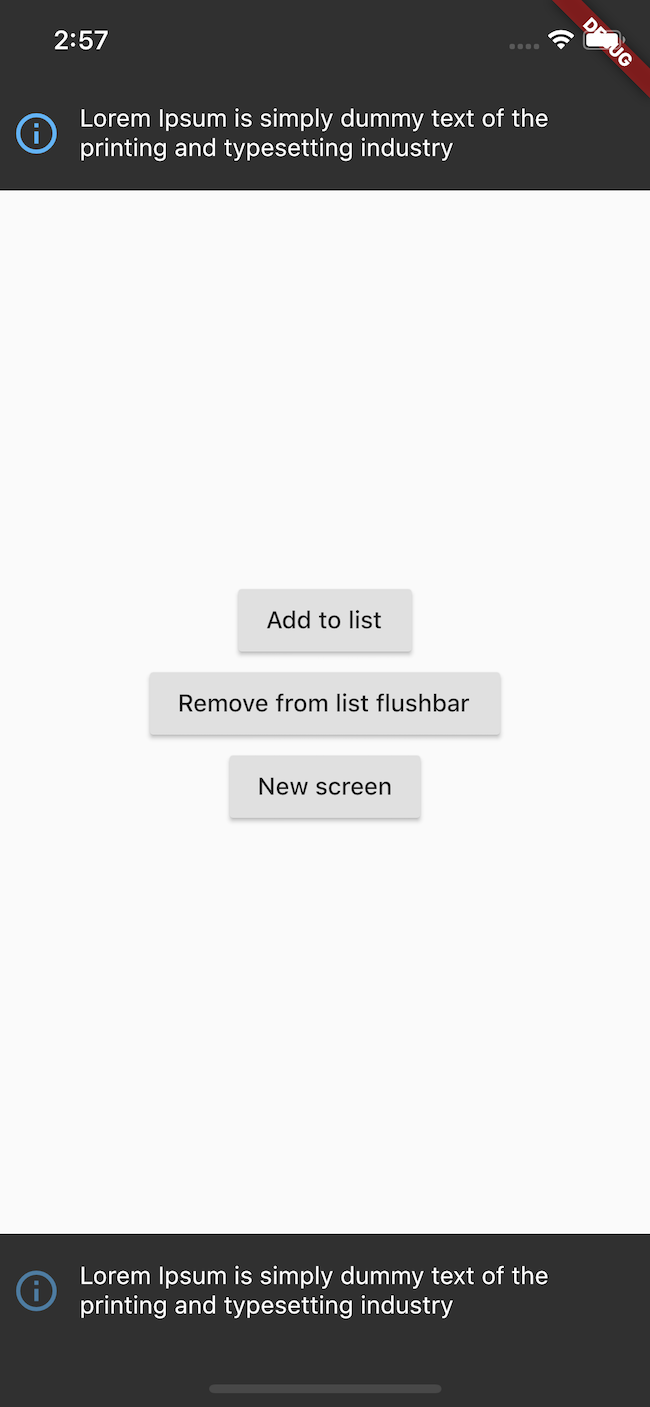 2:57
DEBUG
Lorem Ipsum is simply dummy text of the
printing and typesetting industry
Add to list
Remove from list flushbar
New screen
Lorem Ipsum is simply dummy text of the
printing and typesetting industry